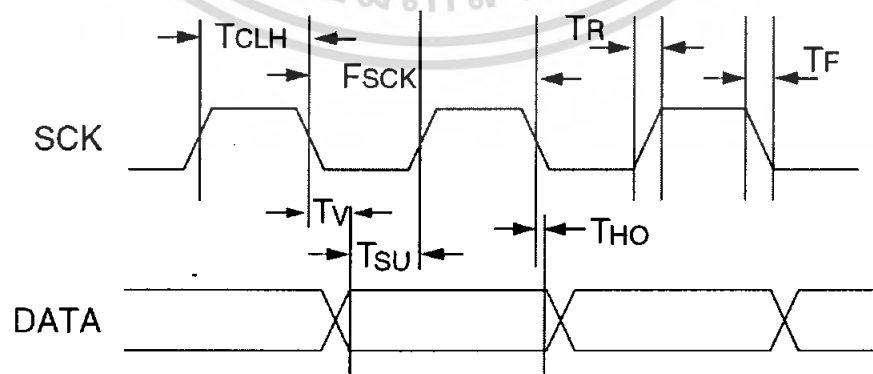 TCLH
FSCK
TR
TF
SCK
TV
TSU
THO
DATA